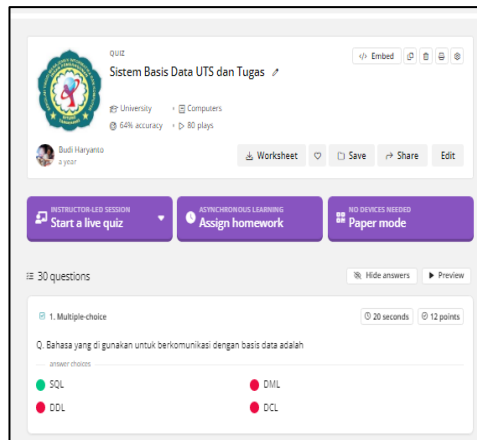 QUIZ
Sistem Basis Data UTS dan Tugas
</> Embed
University • Computers
64% accuracy • 80 plays
Budi Haryanto
a year
Worksheet
Save
Share
Edit
INSTRUCTOR-LED SESSION
Start a live quiz
ASYNCHRONOUS LEARNING
Assign homework
NO DEVICES NEEDED
Paper mode
30 questions
Hide answers
Preview
1. Multiple-choice
20 seconds
12 points
Q. Bahasa yang di gunakan untuk berkomunikasi dengan basis data adalah
answer choices
SQL
DML
DDL
DCL